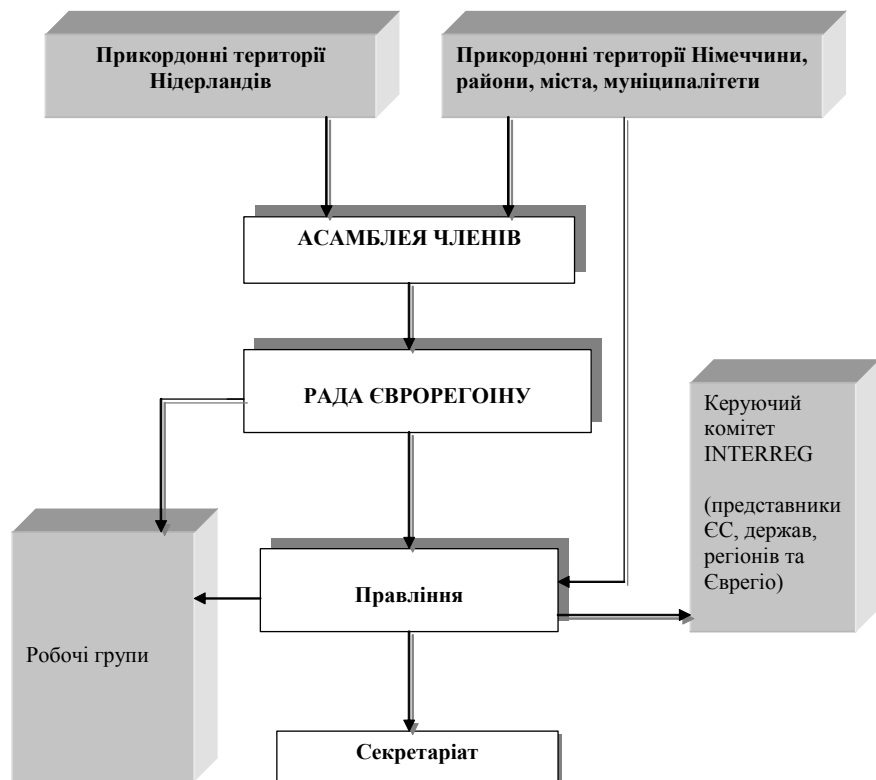 Прикордонні території
Нідерландів
Прикордонні території Німеччини,
райони, міста, муніципалітети
АСАМБЛЕЯ ЧЛЕНІВ
РАДА ЄВРОРЕГОІНУ
Керуючий
комітет
INTERREG
(представники
ЄС, держав,
регіонів та
Єврегіо)
Правління
Робочі групи
Секретаріат